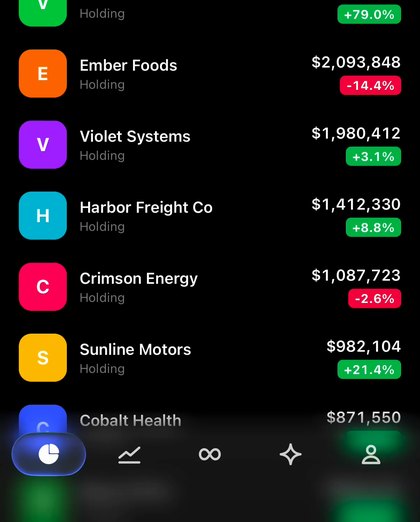 V
+79.0%
Holding
E
Ember Foods
$2,093,848
Holding
-14.4%
V
Violet Systems
$1,980,412
Holding
+3.1%
H
Harbor Freight Co
$1,412,330
Holding
+8.8%
C
Crimson Energy
$1,087,723
Holding
-2.6%
S
Sunline Motors
$982,104
Holding
+21.4%
C
Cobalt Health
$871,550